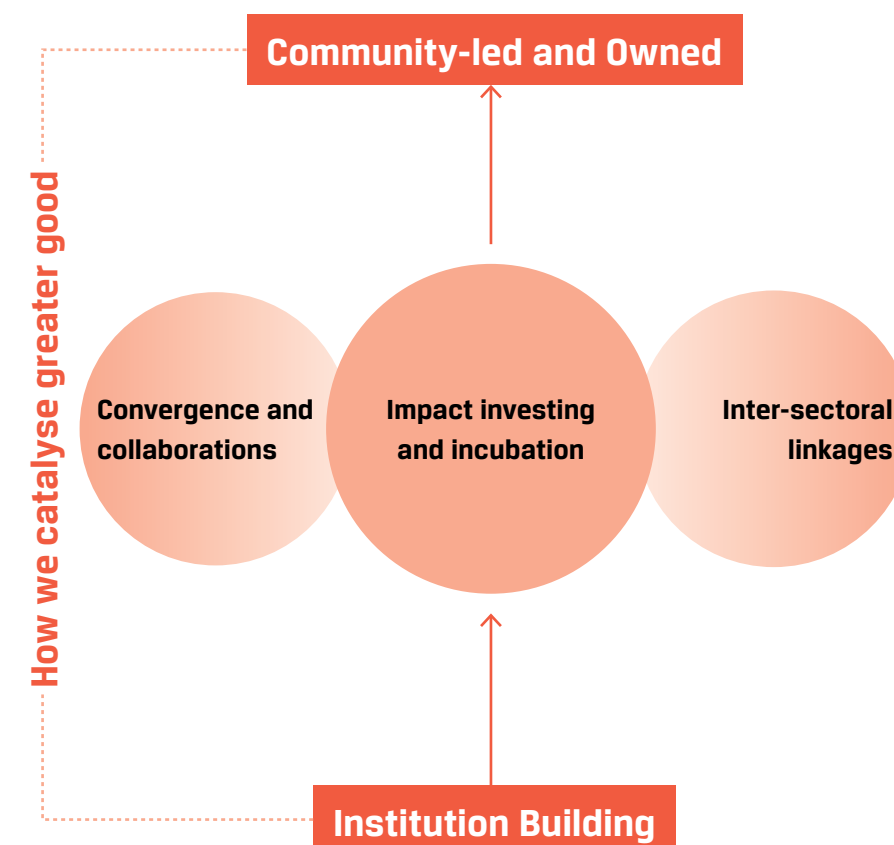 Community-led and Owned
How we catalyse greater good
Convergence and
collaborations
Impact investing
and incubation
Inter-sectoral
linkages
Institution Building